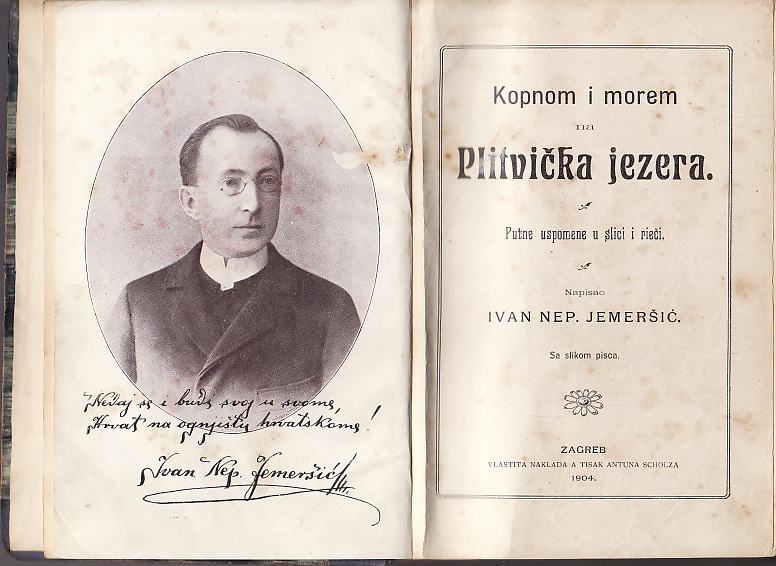 „Nedaj se i budi svoj u svome,
Hrvat na ognjištu hrvatskome!
Ivan Nep. Jemeršić
Kopnom i morem
na
Plitvička jezera.
Putne uspomene u slici i rieči.
Napisao
IVAN NEP. JEMERŠIĆ.
Sa slikom pisca.
ZAGREB
VLASTITA NAKLADA A TISAK ANTUNA SCHOLZA
1904.